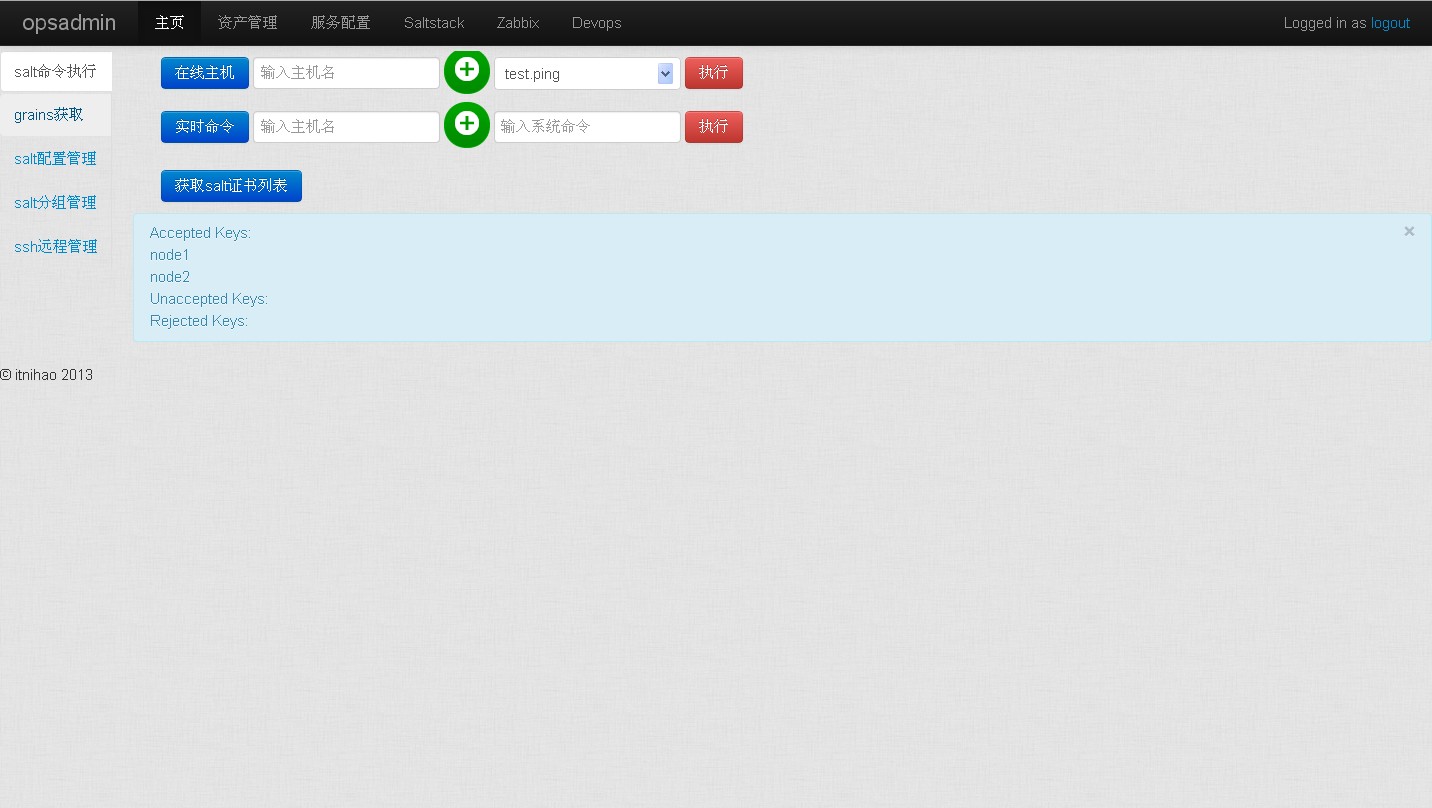 opsadmin 主页 资产管理 服务配置 Saltstack Zabbix Devops Logged in as logout
salt命令执行
grains获取
salt配置管理
salt分组管理
ssh远程管理
在线主机 输入主机名 test.ping 执行
实时命令 输入主机名 输入系统命令 执行
获取salt证书列表
Accepted Keys: ×
node1
node2
Unaccepted Keys:
Rejected Keys:
© itnihao 2013